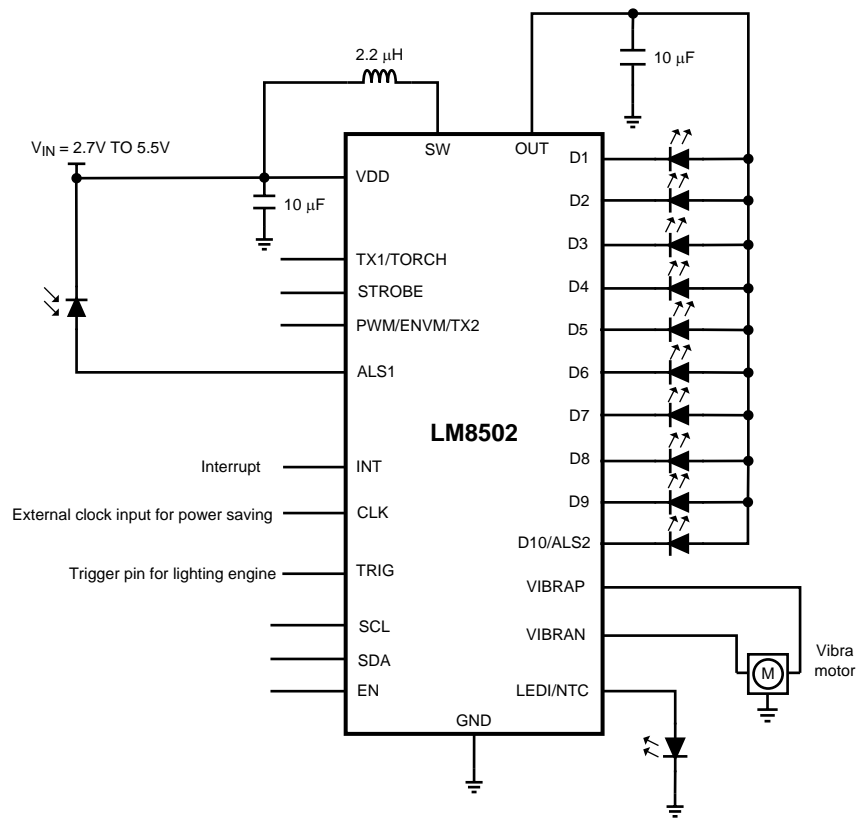 2.2 μH
10 μF
SW
OUT
VIN = 2.7V TO 5.5V
VDD
10 μF
TX1/TORCH
STROBE
PWM/ENVM/TX2
ALS1
LM8502
INT
Interrupt
CLK
External clock input for power saving
TRIG
Trigger pin for lighting engine
SCL
SDA
EN
GND
D1
D2
D3
D4
D5
D6
D7
D8
D9
D10/ALS2
VIBRAP
VIBRAN
LEDI/NTC
M
Vibra
motor